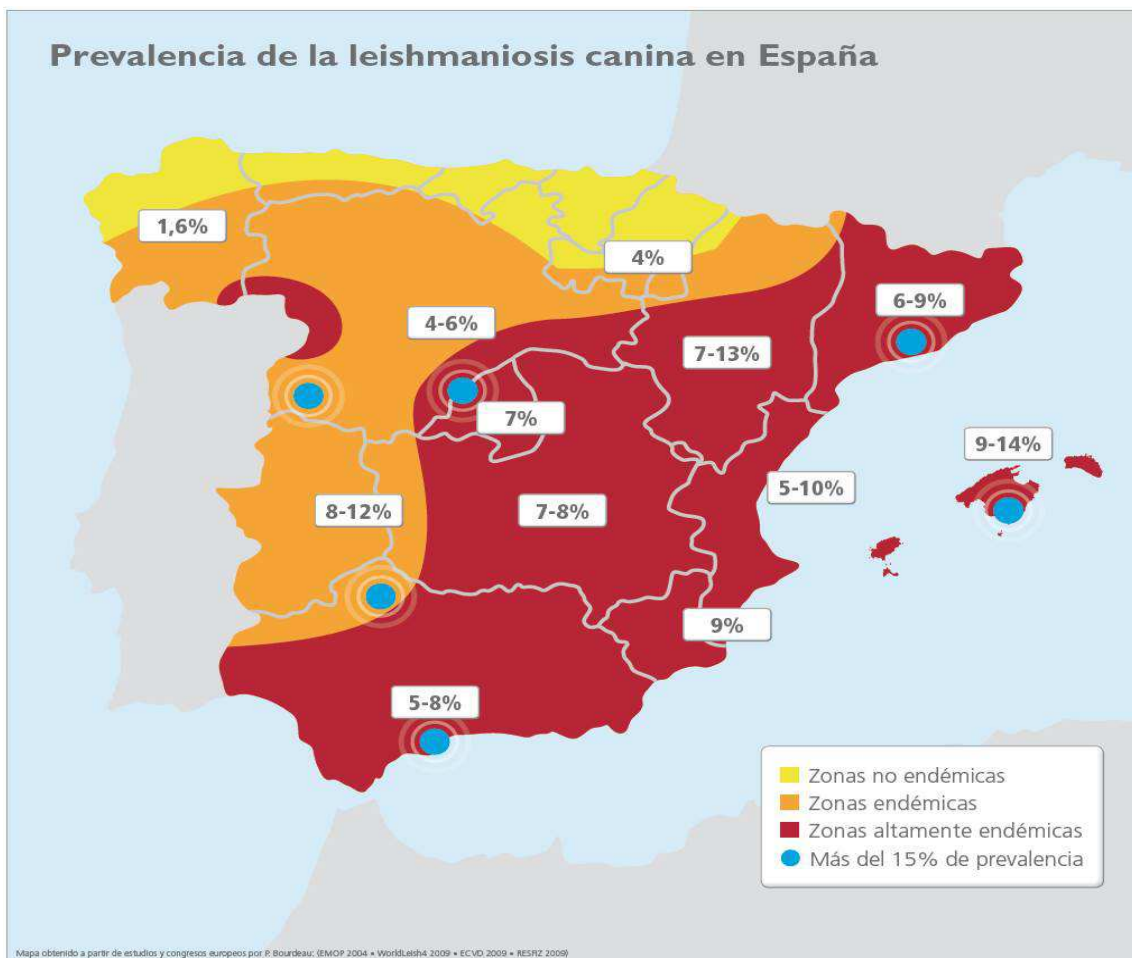 Prevalencia de la leishmaniosis canina en España
1,6%
4%
4-6%
6-9%
7-13%
7%
9-14%
5-10%
8-12%
7-8%
9%
5-8%
Zonas no endémicas
Zonas endémicas
Zonas altamente endémicas
Más del 15% de prevalencia
Mapa obtenido a partir de estudios y congresos europeos por P. Bourdeau: (EMOP 2004 • WorldLeish4 2009 • ECVD 2009 • RESFIZ 2009)